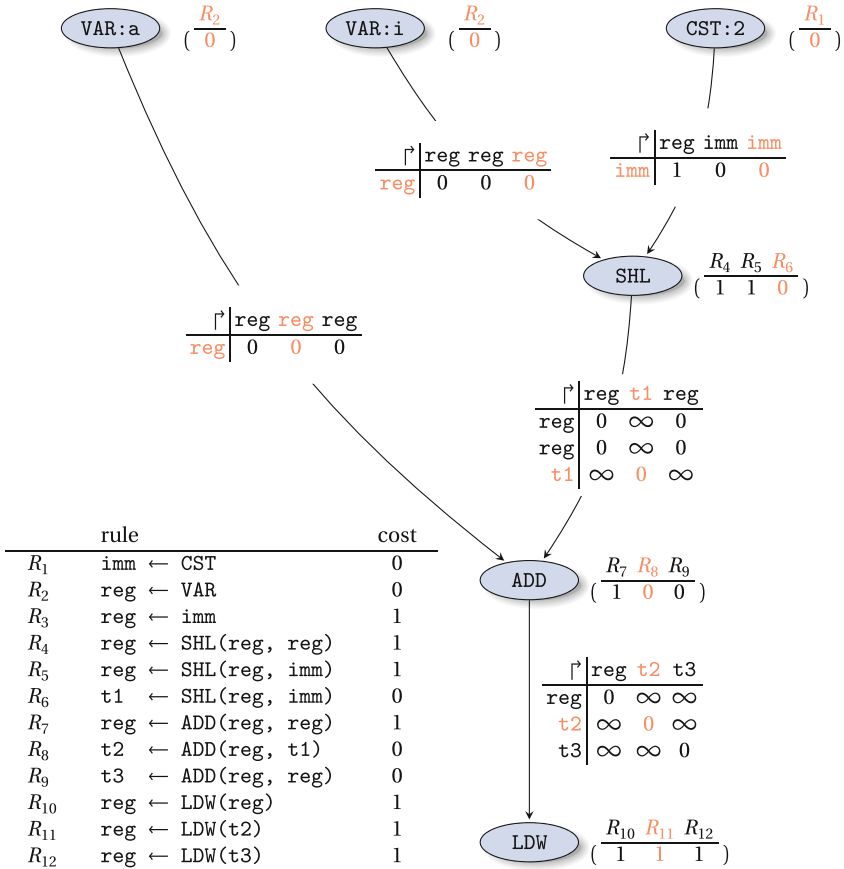 VAR:a ( R2 0 ) VAR:i ( R2 0 ) CST:2 ( R1 0 )
↱ reg reg reg
reg 0 0 0
↱ reg imm imm
imm 1 0 0
SHL ( R4 R5 R6
1 1 0 )
↱ reg reg reg
reg 0 0 0
↱ reg t1 reg
reg 0 ∞ 0
reg 0 ∞ 0
t1 ∞ 0 ∞
ADD ( R7 R8 R9
1 0 0 )
↱ reg t2 t3
reg 0 ∞ ∞
t2 ∞ 0 ∞
t3 ∞ ∞ 0
LDW ( R10 R11 R12
1 1 1 )
rule cost
R1 imm ← CST 0
R2 reg ← VAR 0
R3 reg ← imm 1
R4 reg ← SHL(reg, reg) 1
R5 reg ← SHL(reg, imm) 1
R6 t1 ← SHL(reg, imm) 0
R7 reg ← ADD(reg, reg) 1
R8 t2 ← ADD(reg, t1) 0
R9 t3 ← ADD(reg, reg) 0
R10 reg ← LDW(reg) 1
R11 reg ← LDW(t2) 1
R12 reg ← LDW(t3) 1